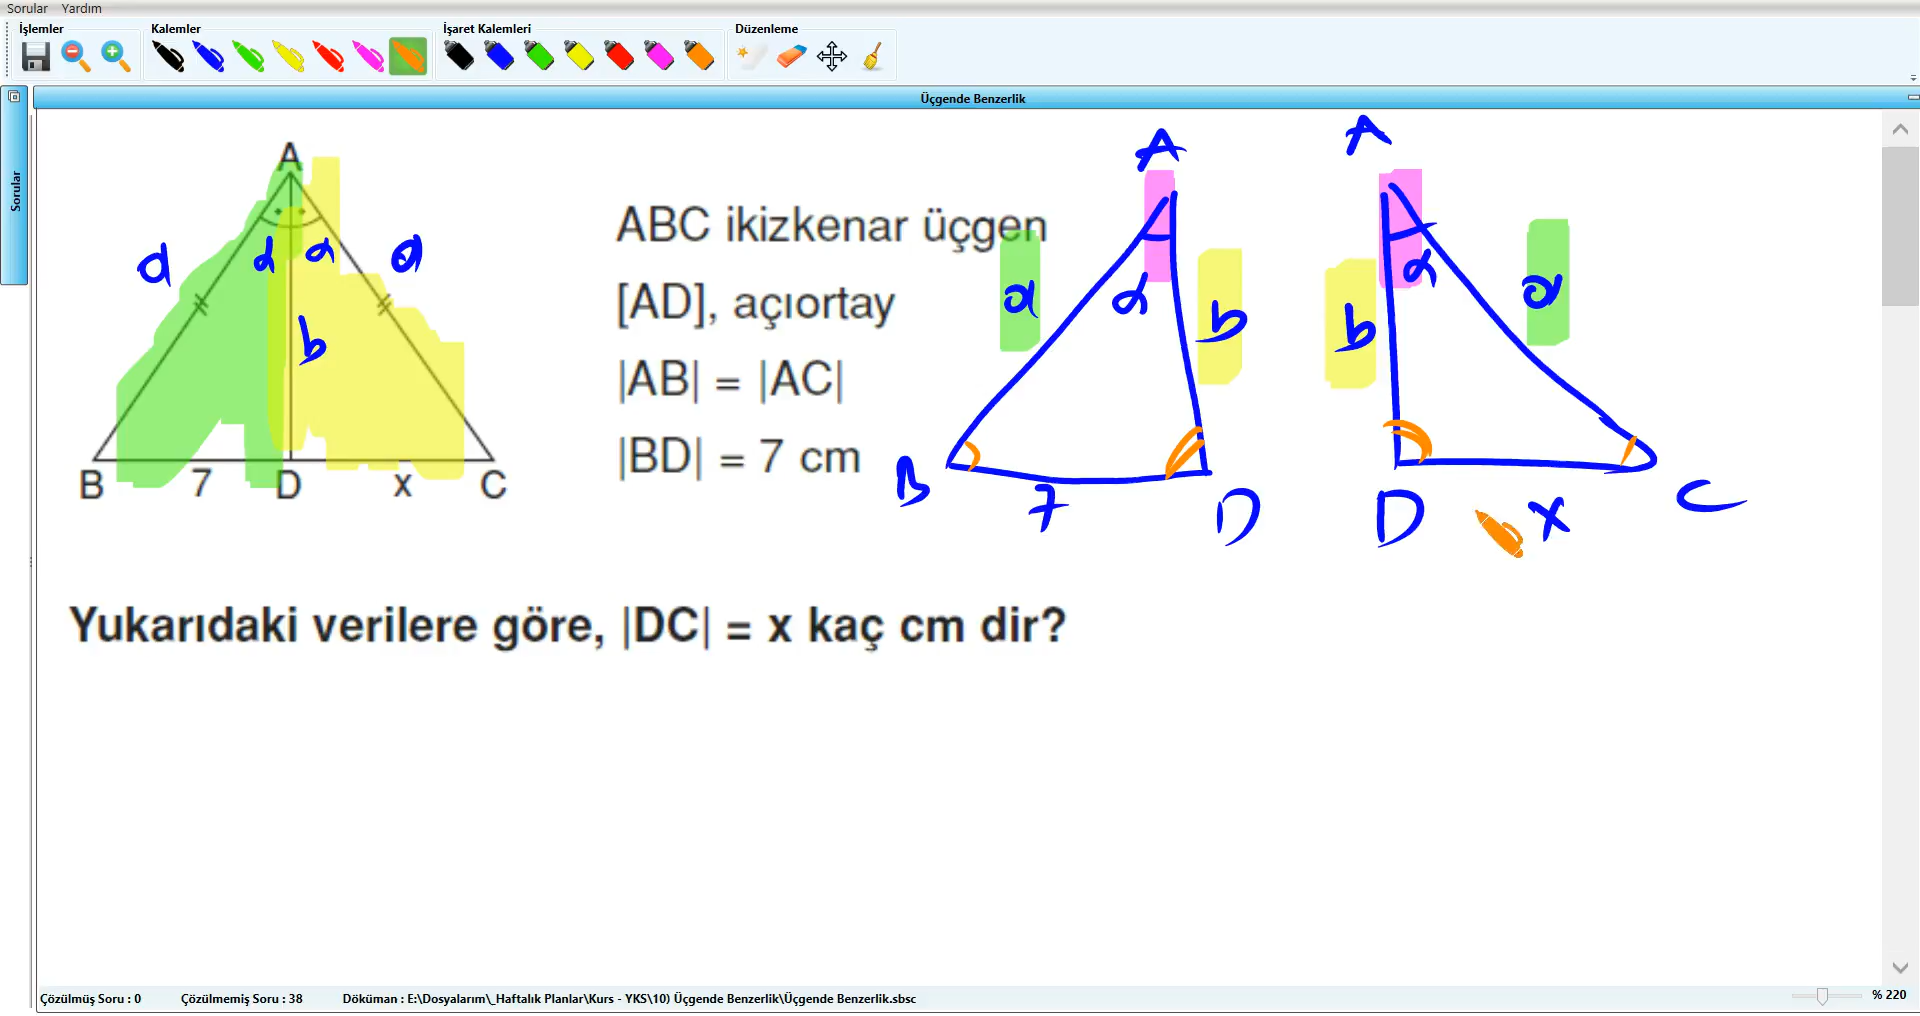 Sorular Yardım
İşlemler Kalemler İşaret Kalemleri Düzenleme
Üçgende Benzerlik
Sorular
A
a α α a
b
B 7 D x C
ABC ikizkenar üçgen
[AD], açıortay
|AB| = |AC|
|BD| = 7 cm
A
a α b
B 7 D
A
b α a
D x C
Yukarıdaki verilere göre, |DC| = x kaç cm dir?
Çözülmüş Soru : 0 Çözülmemiş Soru : 38 Döküman : E:\Dosyalarım\_Haftalık Planlar\Kurs - YKS\10) Üçgende Benzerlik\Üçgende Benzerlik.sbsc % 220